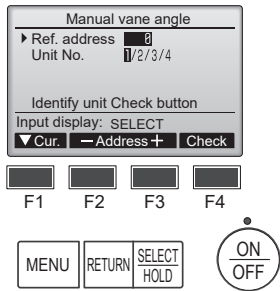 Manual vane angle
Ref. address 0
Unit No. 1/2/3/4
Identify unit Check button
Input display: SELECT
▼Cur. －Address＋ Check
F1 F2 F3 F4
MENU RETURN SELECT HOLD ON OFF